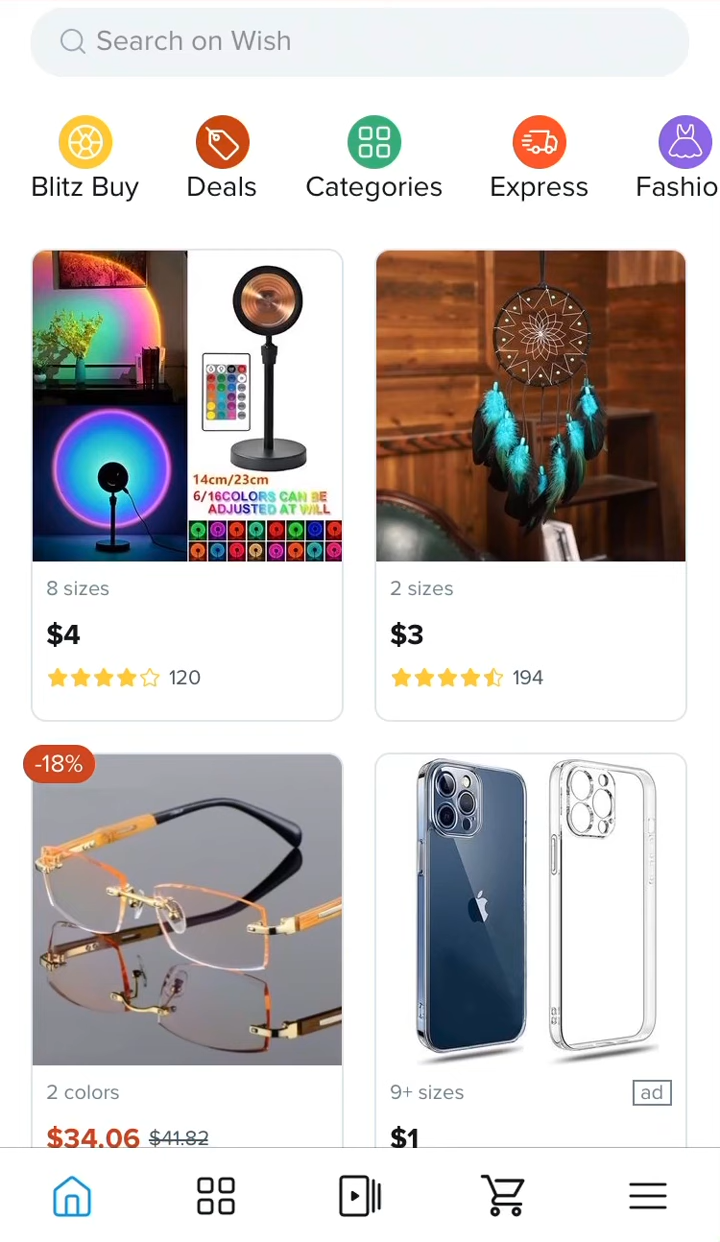 Search on Wish
Blitz Buy
Deals
Categories
Express
Fashio
14cm/23cm
6/16COLORS CAN BE
ADJUSTED AT WILL
8 sizes
$4
120
2 sizes
$3
194
-18%
2 colors
$34.06 $41.82
9+ sizes
ad
$1